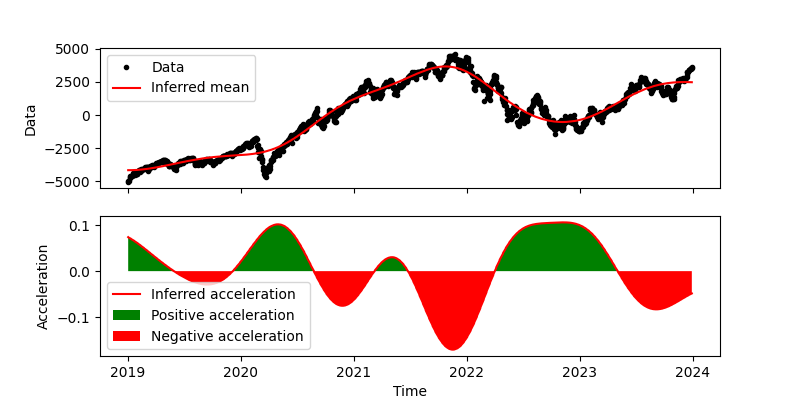 5000
2500
0
−2500
−5000
Data
Data
Inferred mean
0.1
0.0
−0.1
Acceleration
Inferred acceleration
Positive acceleration
Negative acceleration
2019 2020 2021 2022 2023 2024
Time